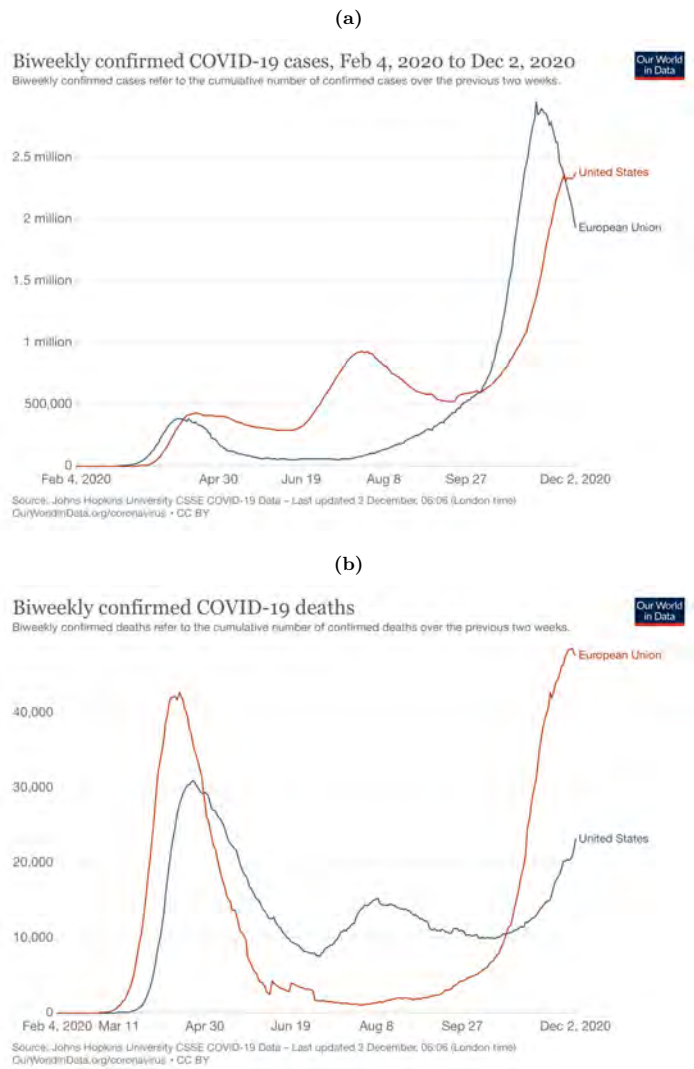 (a)
Biweekly confirmed COVID-19 cases, Feb 4, 2020 to Dec 2, 2020
Our World
in Data
Biweekly confirmed cases refer to the cumulative number of confirmed cases over the previous two weeks.
2.5 million
United States
2 million
European Union
1.5 million
1 million
500,000
0
Feb 4, 2020 Apr 30 Jun 19 Aug 8 Sep 27 Dec 2, 2020
Source: Johns Hopkins University CSSE COVID-19 Data – Last updated 3 December, 06:06 (London time)
OurWorldInData.org/coronavirus • CC BY
(b)
Biweekly confirmed COVID-19 deaths
Our World
in Data
Biweekly confirmed deaths refer to the cumulative number of confirmed deaths over the previous two weeks.
European Union
40,000
30,000
United States
20,000
10,000
0
Feb 4, 2020 Mar 11 Apr 30 Jun 19 Aug 8 Sep 27 Dec 2, 2020
Source: Johns Hopkins University CSSE COVID-19 Data – Last updated 3 December, 06:06 (London time)
OurWorldInData.org/coronavirus • CC BY